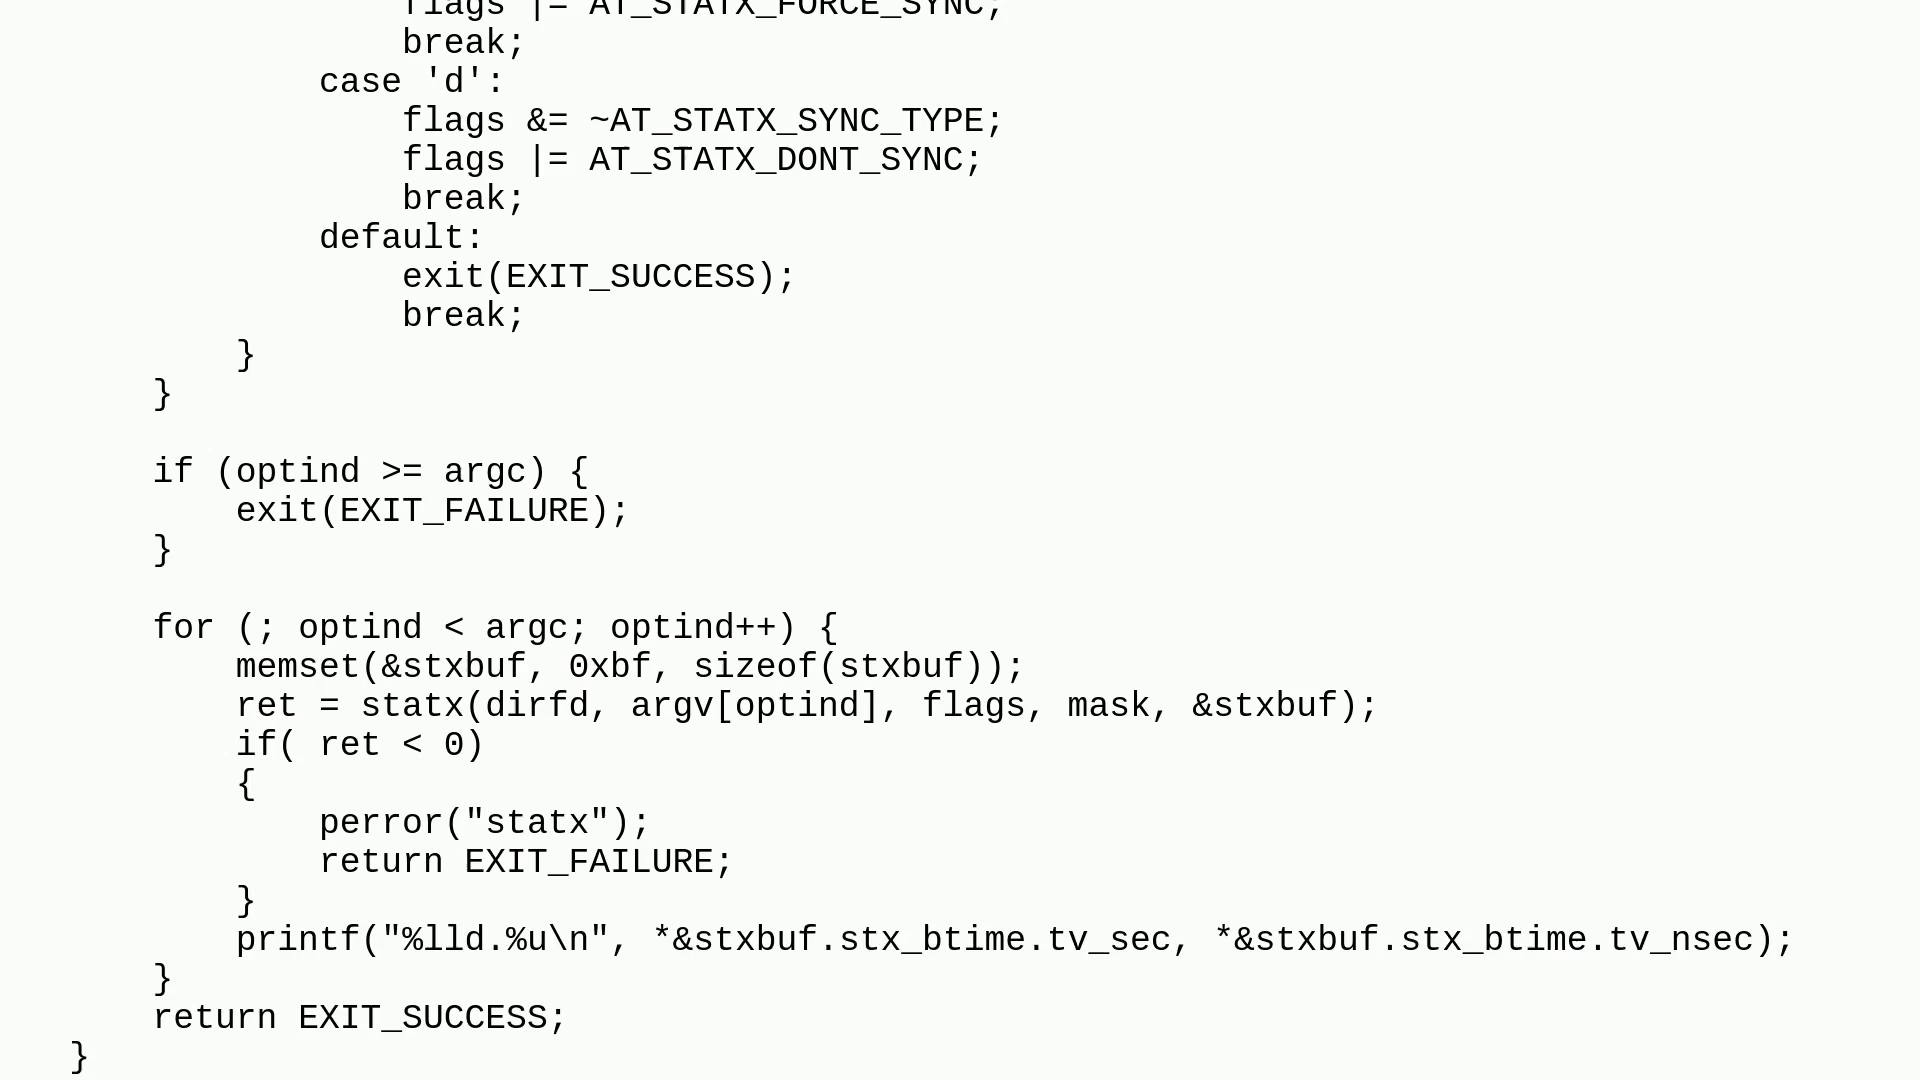 flags |= AT_STATX_FORCE_SYNC;
break;
case 'd':
flags &= ~AT_STATX_SYNC_TYPE;
flags |= AT_STATX_DONT_SYNC;
break;
default:
exit(EXIT_SUCCESS);
break;
}
}
if (optind >= argc) {
exit(EXIT_FAILURE);
}
for (; optind < argc; optind++) {
memset(&stxbuf, 0xbf, sizeof(stxbuf));
ret = statx(dirfd, argv[optind], flags, mask, &stxbuf);
if( ret < 0)
{
perror("statx");
return EXIT_FAILURE;
}
printf("%lld.%u\n", *&stxbuf.stx_btime.tv_sec, *&stxbuf.stx_btime.tv_nsec);
}
return EXIT_SUCCESS;
}